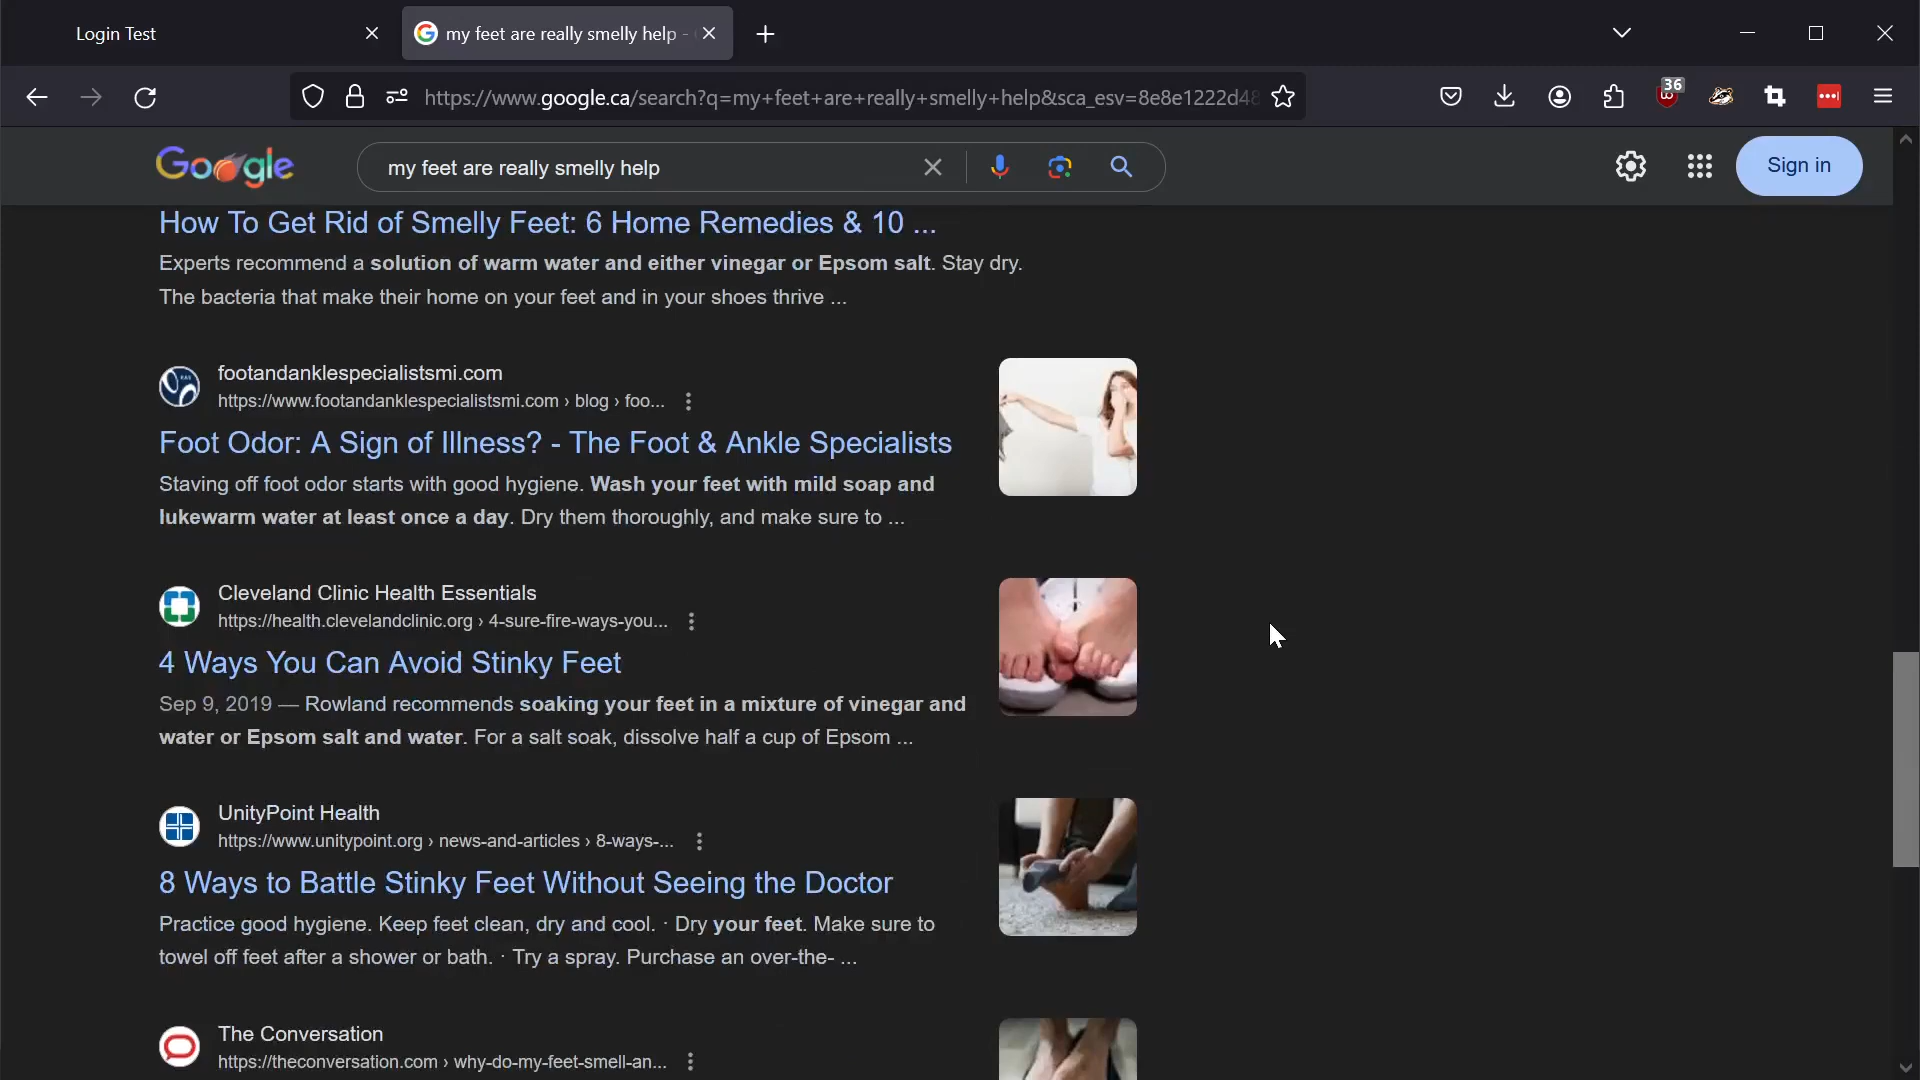 Login Test
my feet are really smelly help -
https://www.google.ca/search?q=my+feet+are+really+smelly+help&sca_esv=8e8e1222d48
36
Google
my feet are really smelly help
Sign in
How To Get Rid of Smelly Feet: 6 Home Remedies & 10 ...
Experts recommend a solution of warm water and either vinegar or Epsom salt. Stay dry.
The bacteria that make their home on your feet and in your shoes thrive ...
footandanklespecialistsmi.com
https://www.footandanklespecialistsmi.com › blog › foo...
Foot Odor: A Sign of Illness? - The Foot & Ankle Specialists
Staving off foot odor starts with good hygiene. Wash your feet with mild soap and
lukewarm water at least once a day. Dry them thoroughly, and make sure to ...
Cleveland Clinic Health Essentials
https://health.clevelandclinic.org › 4-sure-fire-ways-you...
4 Ways You Can Avoid Stinky Feet
Sep 9, 2019 — Rowland recommends soaking your feet in a mixture of vinegar and
water or Epsom salt and water. For a salt soak, dissolve half a cup of Epsom ...
UnityPoint Health
https://www.unitypoint.org › news-and-articles › 8-ways-...
8 Ways to Battle Stinky Feet Without Seeing the Doctor
Practice good hygiene. Keep feet clean, dry and cool. · Dry your feet. Make sure to
towel off feet after a shower or bath. · Try a spray. Purchase an over-the- ...
The Conversation
https://theconversation.com › why-do-my-feet-smell-an...